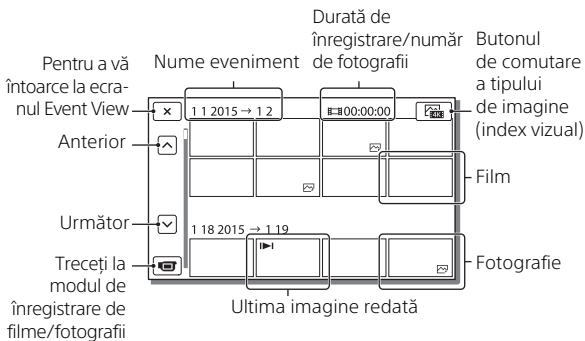 Pentru a vă
întoarce la ecra-
nul Event View
Nume eveniment
Durată de
înregistrare/număr
de fotografii
Butonul
de comutare
a tipului
de imagine
(index vizual)
1 1 2015 → 1 2
00:00:00
Anterior
Film
Următor
1 18 2015 → 1 19
Treceți la
modul de
înregistrare de
filme/fotografii
Fotografie
Ultima imagine redată